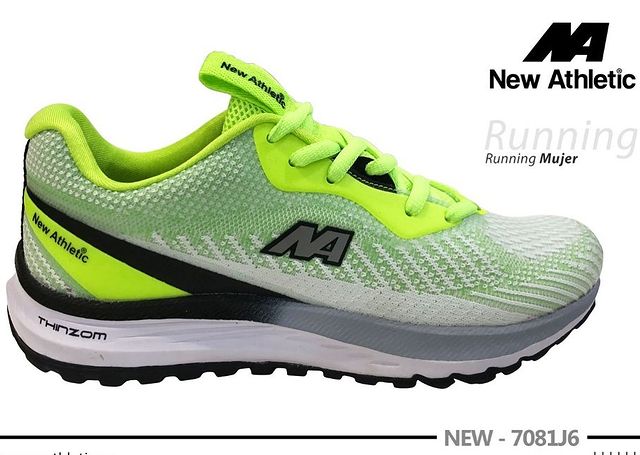 NA
New Athletic®
Running
Running Mujer
New Athletic®
New Athletic®
NA
THINZOM
NEW - 7081J6